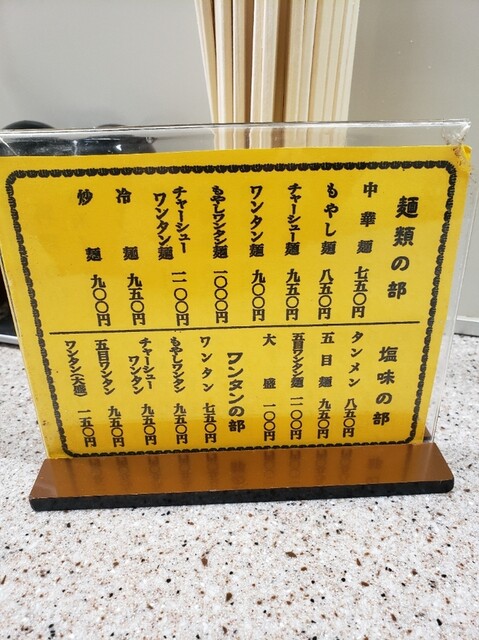 麺類の部
中華麺 七五〇円
もやし麺 八五〇円
チャーシュー麺 九五〇円
ワンタン麺 九〇〇円
もやしワンタン麺 一〇〇〇円
チャーシューワンタン麺 一一〇〇円
冷麺 九五〇円
炒麺 九〇〇円
塩味の部
タンメン 八五〇円
五目麺 九五〇円
五目ワンタン麺 一一〇〇円
大盛 一〇〇円
ワンタンの部
ワンタン 七五〇円
もやしワンタン 九五〇円
チャーシューワンタン 九五〇円
五目ワンタン 九五〇円
ワンタン(大盛) 一五〇円